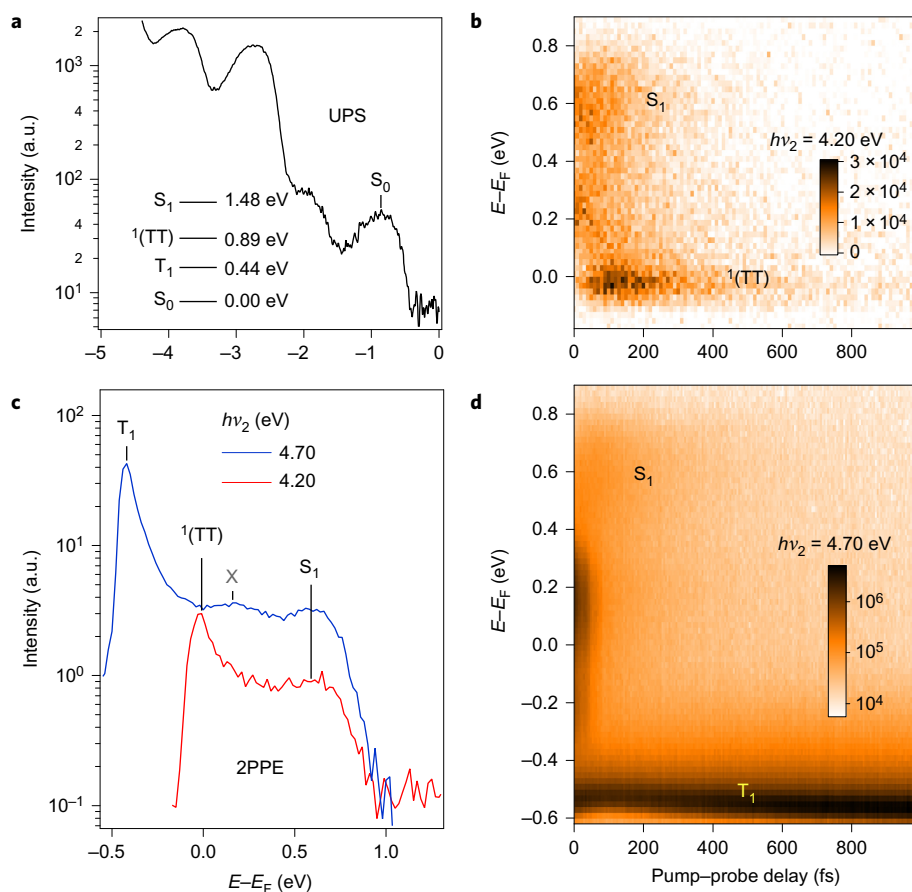 a
Intensity (a.u.)
2
10³
4
2
10²
4
2
10¹
UPS
S₀
S₁ 1.48 eV
¹(TT) 0.89 eV
T₁ 0.44 eV
S₀ 0.00 eV
–5 –4 –3 –2 –1 0
b
E–E_F (eV)
0.8
0.6
0.4
0.2
0.0
S₁
hν₂ = 4.20 eV
3 × 10⁴
2 × 10⁴
1 × 10⁴
0
¹(TT)
0 200 400 600 800
c
Intensity (a.u.)
10²
10¹
10⁰
10⁻¹
T₁
hν₂ (eV)
4.70
4.20
¹(TT)
X
S₁
2PPE
–0.5 0.0 0.5 1.0
E–E_F (eV)
d
E–E_F (eV)
0.8
0.6
0.4
0.2
0.0
–0.2
–0.4
–0.6
S₁
hν₂ = 4.70 eV
10⁶
10⁵
10⁴
T₁
0 200 400 600 800
Pump–probe delay (fs)